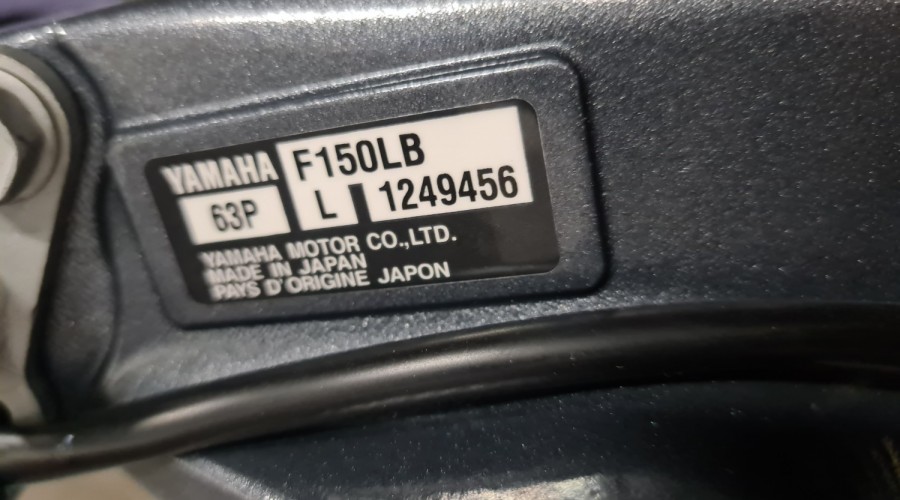 YAMAHA F150LB
63P L 1249456
YAMAHA MOTOR CO.,LTD.
MADE IN JAPAN
PAYS D'ORIGINE JAPON